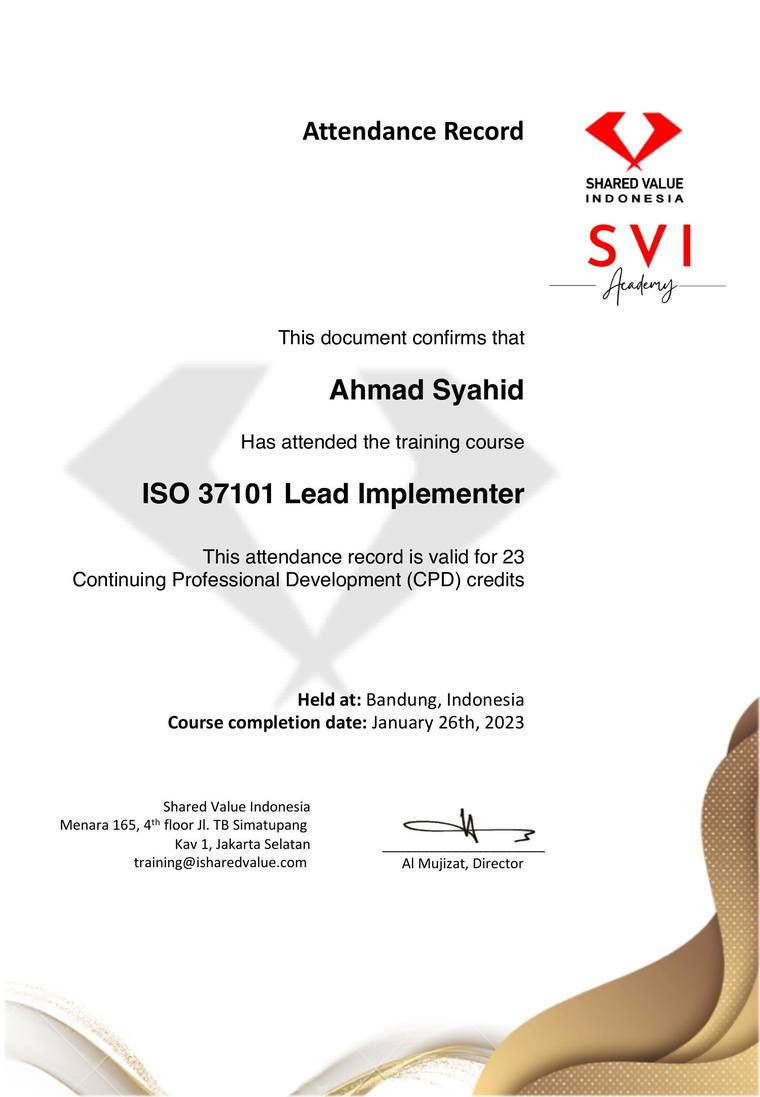 Attendance Record
SHARED VALUE
INDONESIA
SVI
Academy
This document confirms that
Ahmad Syahid
Has attended the training course
ISO 37101 Lead Implementer
This attendance record is valid for 23
Continuing Professional Development (CPD) credits
Held at: Bandung, Indonesia
Course completion date: January 26th, 2023
Shared Value Indonesia
Menara 165, 4th floor Jl. TB Simatupang
Kav 1, Jakarta Selatan
training@isharedvalue.com
Al Mujizat, Director